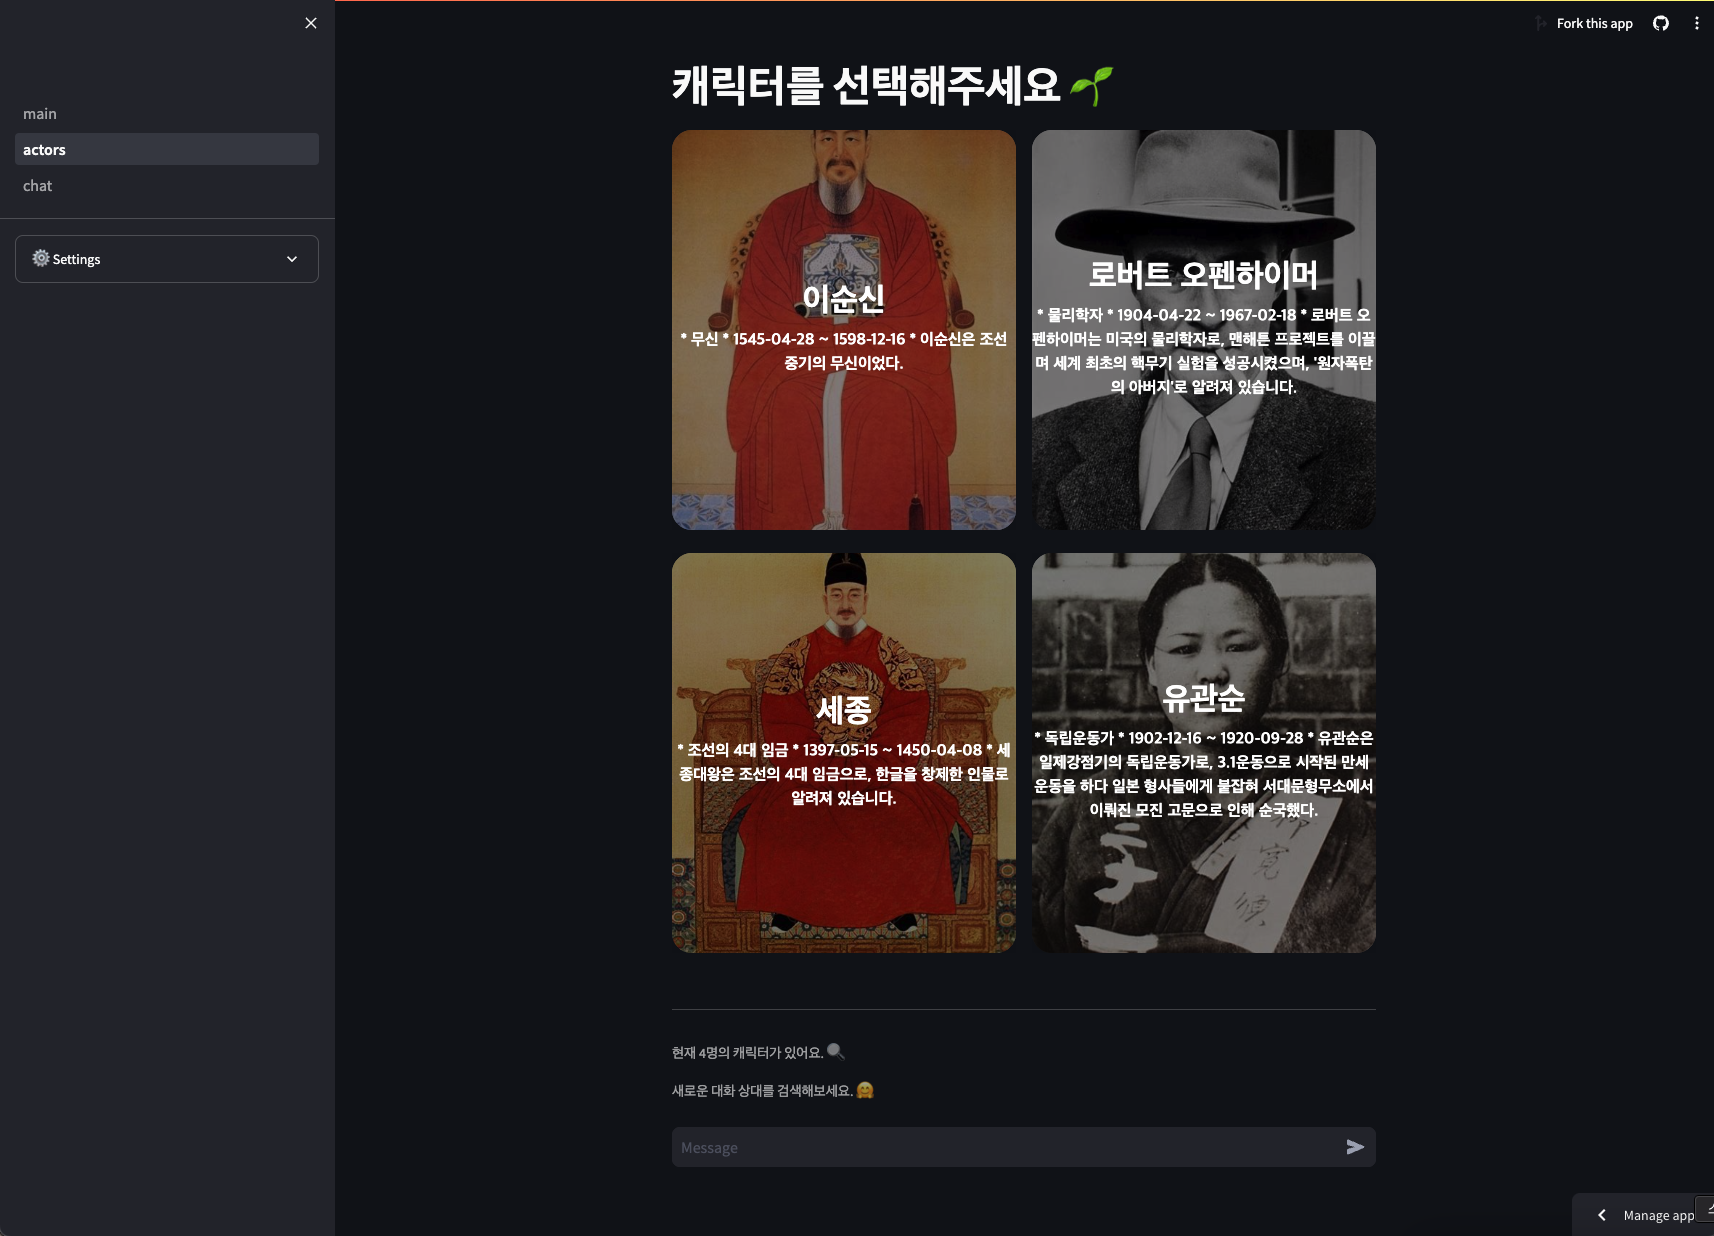 Fork this app
main
actors
chat
Settings
캐릭터를 선택해주세요
이순신
* 무신 * 1545-04-28 ~ 1598-12-16 * 이순신은 조선
중기의 무신이었다.
로버트 오펜하이머
* 물리학자 * 1904-04-22 ~ 1967-02-18 * 로버트 오
펜하이머는 미국의 물리학자로, 맨해튼 프로젝트를 이끌
며 세계 최초의 핵무기 실험을 성공시켰으며, '원자폭탄
의 아버지'로 알려져 있습니다.
세종
* 조선의 4대 임금 * 1397-05-15 ~ 1450-04-08 * 세
종대왕은 조선의 4대 임금으로, 한글을 창제한 인물로
알려져 있습니다.
유관순
* 독립운동가 * 1902-12-16 ~ 1920-09-28 * 유관순은
일제강점기의 독립운동가로, 3.1운동으로 시작된 만세
운동을 하다 일본 형사들에게 붙잡혀 서대문형무소에서
이뤄진 모진 고문으로 인해 순국했다.
현재 4명의 캐릭터가 있어요.
새로운 대화 상대를 검색해보세요.
Message
Manage app